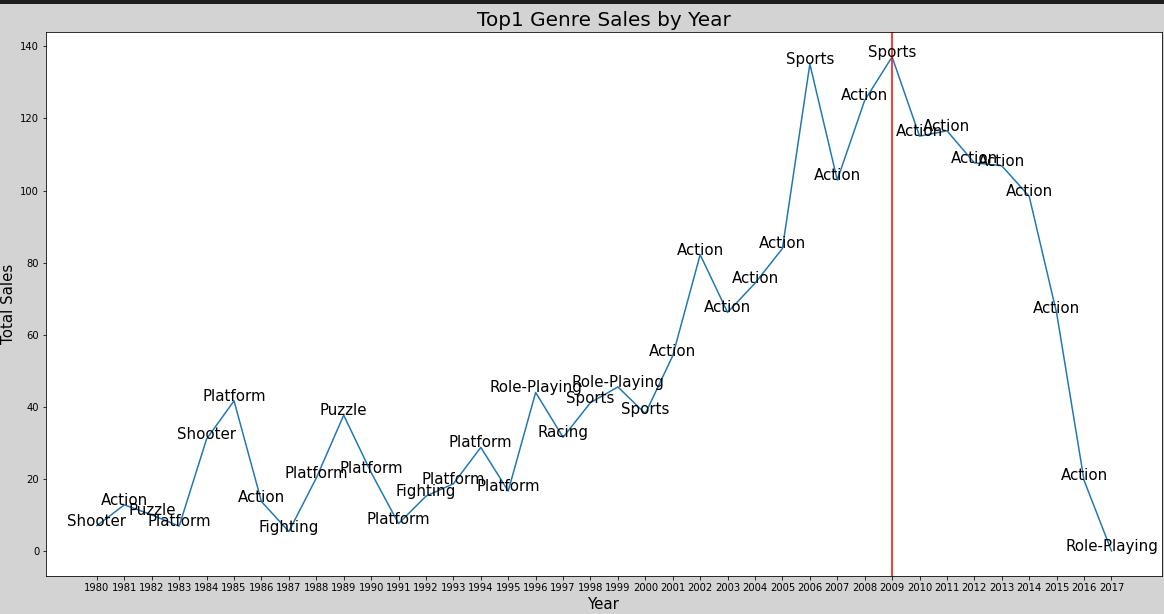 Top1 Genre Sales by Year
Total Sales
140
120
100
80
60
40
20
0
Shooter
Action
Puzzle
Platform
Shooter
Platform
Action
Fighting
Platform
Puzzle
Platform
Platform
Fighting
Platform
Platform
Platform
Role-Playing
Racing
Sports
Role-Playing
Sports
Action
Action
Action
Action
Action
Sports
Action
Action
Sports
Action
Action
Action
Action
Action
Action
Action
Role-Playing
1980 1981 1982 1983 1984 1985 1986 1987 1988 1989 1990 1991 1992 1993 1994 1995 1996 1997 1998 1999 2000 2001 2002 2003 2004 2005 2006 2007 2008 2009 2010 2011 2012 2013 2014 2015 2016 2017
Year